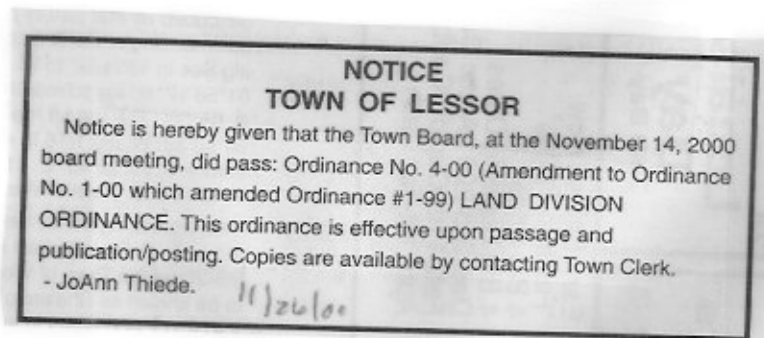 NOTICE
TOWN OF LESSOR
Notice is hereby given that the Town Board, at the November 14, 2000
board meeting, did pass: Ordinance No. 4-00 (Amendment to Ordinance
No. 1-00 which amended Ordinance #1-99) LAND DIVISION
ORDINANCE. This ordinance is effective upon passage and
publication/posting. Copies are available by contacting Town Clerk.
- JoAnn Thiede.
11/26/00